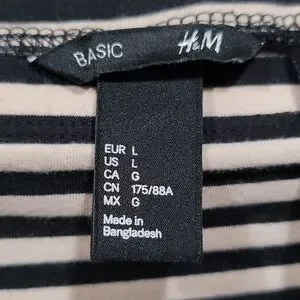 BASIC H&M
EUR L
US L
CA G
CN 175/88A
MX G
Made in
Bangladesh